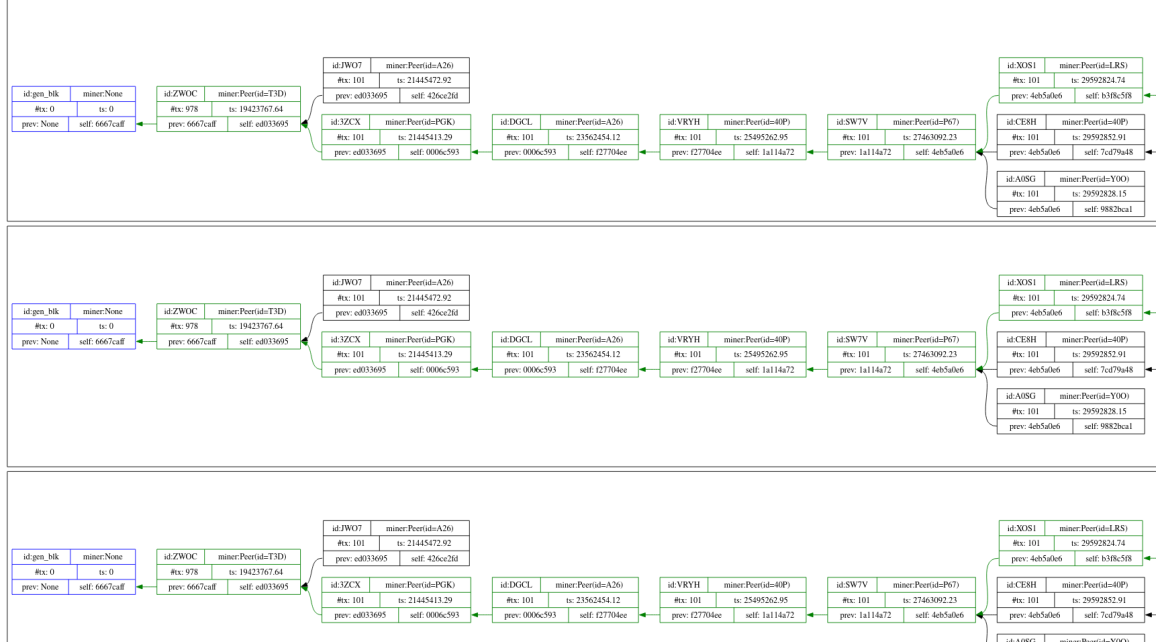 id:JWO7 miner:Peer(id=A26)
#tx: 101 ts: 21445472.92
prev: ed033695 self: 426ce2fd
id:XOS1 miner:Peer(id=LRS)
#tx: 101 ts: 29592824.74
prev: 4eb5a0e6 self: b3f8c5f8
id:gen_blk miner:None
#tx: 0 ts: 0
prev: None self: 6667caff
id:ZWOC miner:Peer(id=T3D)
#tx: 978 ts: 19423767.64
prev: 6667caff self: ed033695
id:3ZCX miner:Peer(id=PGK)
#tx: 101 ts: 21445413.29
prev: ed033695 self: 0006c593
id:DGCL miner:Peer(id=A26)
#tx: 101 ts: 23562454.12
prev: 0006c593 self: f27704ee
id:VRYH miner:Peer(id=40P)
#tx: 101 ts: 25495262.95
prev: f27704ee self: 1a114a72
id:SW7V miner:Peer(id=P67)
#tx: 101 ts: 27463092.23
prev: 1a114a72 self: 4eb5a0e6
id:CE8H miner:Peer(id=40P)
#tx: 101 ts: 29592852.91
prev: 4eb5a0e6 self: 7cd79a48
id:A0SG miner:Peer(id=Y0O)
#tx: 101 ts: 29592828.15
prev: 4eb5a0e6 self: 9882bca1
id:JWO7 miner:Peer(id=A26)
#tx: 101 ts: 21445472.92
prev: ed033695 self: 426ce2fd
id:XOS1 miner:Peer(id=LRS)
#tx: 101 ts: 29592824.74
prev: 4eb5a0e6 self: b3f8c5f8
id:gen_blk miner:None
#tx: 0 ts: 0
prev: None self: 6667caff
id:ZWOC miner:Peer(id=T3D)
#tx: 978 ts: 19423767.64
prev: 6667caff self: ed033695
id:3ZCX miner:Peer(id=PGK)
#tx: 101 ts: 21445413.29
prev: ed033695 self: 0006c593
id:DGCL miner:Peer(id=A26)
#tx: 101 ts: 23562454.12
prev: 0006c593 self: f27704ee
id:VRYH miner:Peer(id=40P)
#tx: 101 ts: 25495262.95
prev: f27704ee self: 1a114a72
id:SW7V miner:Peer(id=P67)
#tx: 101 ts: 27463092.23
prev: 1a114a72 self: 4eb5a0e6
id:CE8H miner:Peer(id=40P)
#tx: 101 ts: 29592852.91
prev: 4eb5a0e6 self: 7cd79a48
id:A0SG miner:Peer(id=Y0O)
#tx: 101 ts: 29592828.15
prev: 4eb5a0e6 self: 9882bca1
id:JWO7 miner:Peer(id=A26)
#tx: 101 ts: 21445472.92
prev: ed033695 self: 426ce2fd
id:XOS1 miner:Peer(id=LRS)
#tx: 101 ts: 29592824.74
prev: 4eb5a0e6 self: b3f8c5f8
id:gen_blk miner:None
#tx: 0 ts: 0
prev: None self: 6667caff
id:ZWOC miner:Peer(id=T3D)
#tx: 978 ts: 19423767.64
prev: 6667caff self: ed033695
id:3ZCX miner:Peer(id=PGK)
#tx: 101 ts: 21445413.29
prev: ed033695 self: 0006c593
id:DGCL miner:Peer(id=A26)
#tx: 101 ts: 23562454.12
prev: 0006c593 self: f27704ee
id:VRYH miner:Peer(id=40P)
#tx: 101 ts: 25495262.95
prev: f27704ee self: 1a114a72
id:SW7V miner:Peer(id=P67)
#tx: 101 ts: 27463092.23
prev: 1a114a72 self: 4eb5a0e6
id:CE8H miner:Peer(id=40P)
#tx: 101 ts: 29592852.91
prev: 4eb5a0e6 self: 7cd79a48